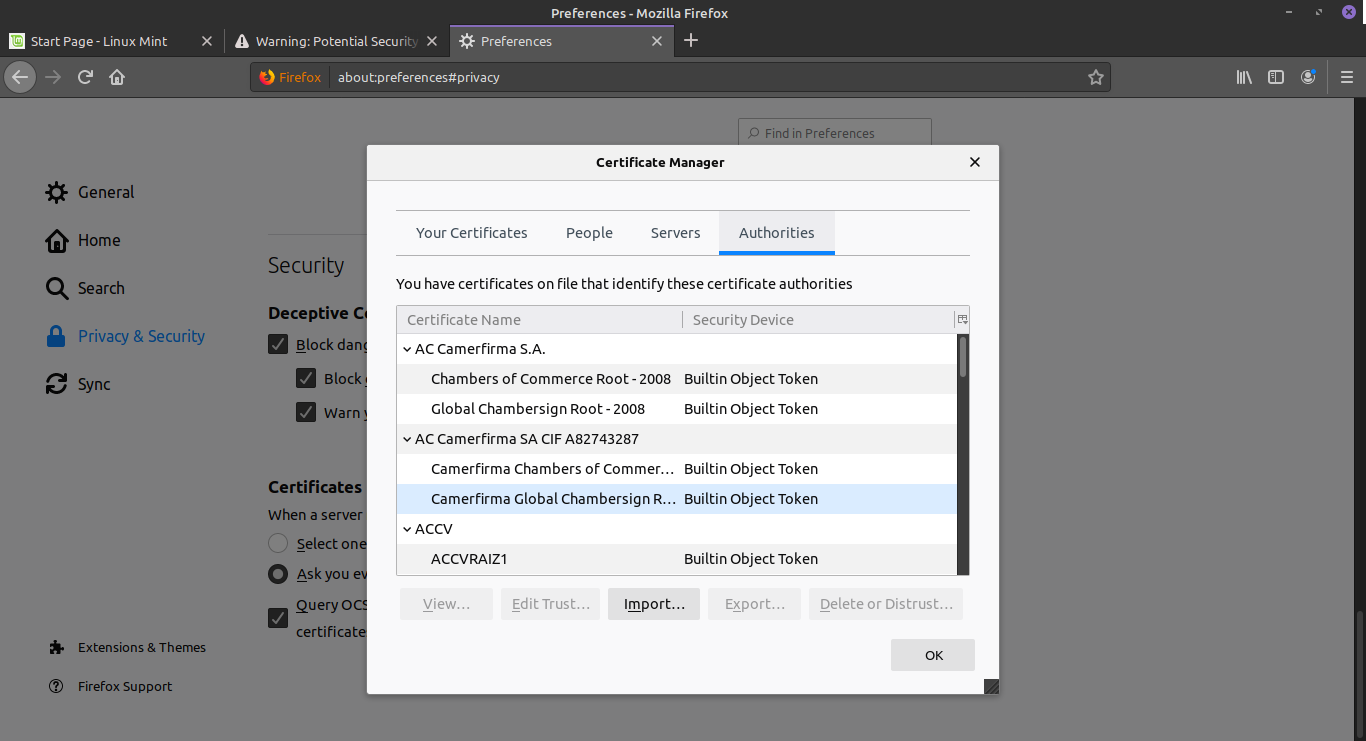 Preferences - Mozilla Firefox
Start Page - Linux Mint
Warning: Potential Security
Preferences
Firefox
about:preferences#privacy
Find in Preferences
General
Home
Search
Privacy & Security
Sync
Extensions & Themes
Firefox Support
Security
Deceptive Co
Block dang
Block
Warn
Certificates
When a server
Select one
Ask you ev
Query OCS
certificate
Certificate Manager
Your Certificates
People
Servers
Authorities
You have certificates on file that identify these certificate authorities
Certificate Name Security Device
AC Camerfirma S.A.
Chambers of Commerce Root - 2008 Builtin Object Token
Global Chambersign Root - 2008 Builtin Object Token
AC Camerfirma SA CIF A82743287
Camerfirma Chambers of Commer… Builtin Object Token
Camerfirma Global Chambersign R… Builtin Object Token
ACCV
ACCVRAIZ1 Builtin Object Token
View…
Edit Trust…
Import…
Export…
Delete or Distrust…
OK